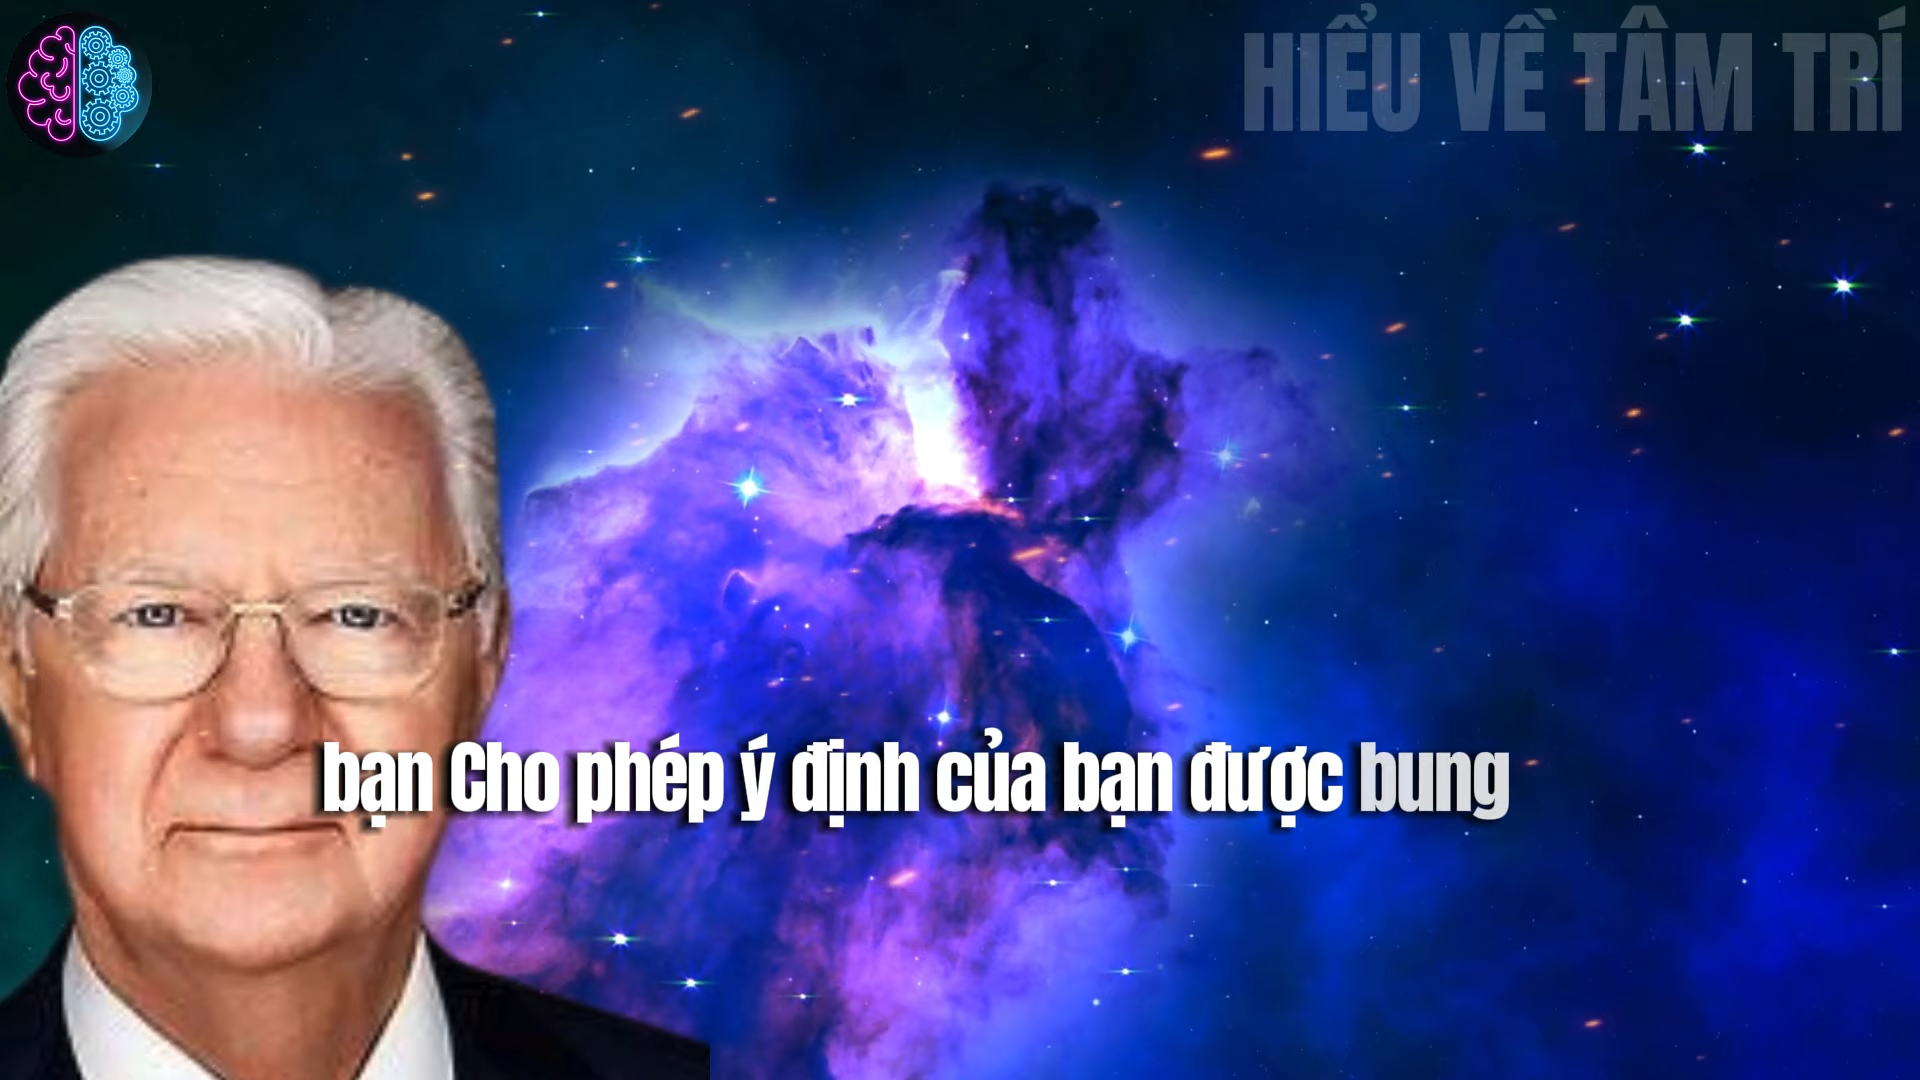 HIỂU VỀ TÂM TRÍ
bạn Cho phép ý định của bạn được bung